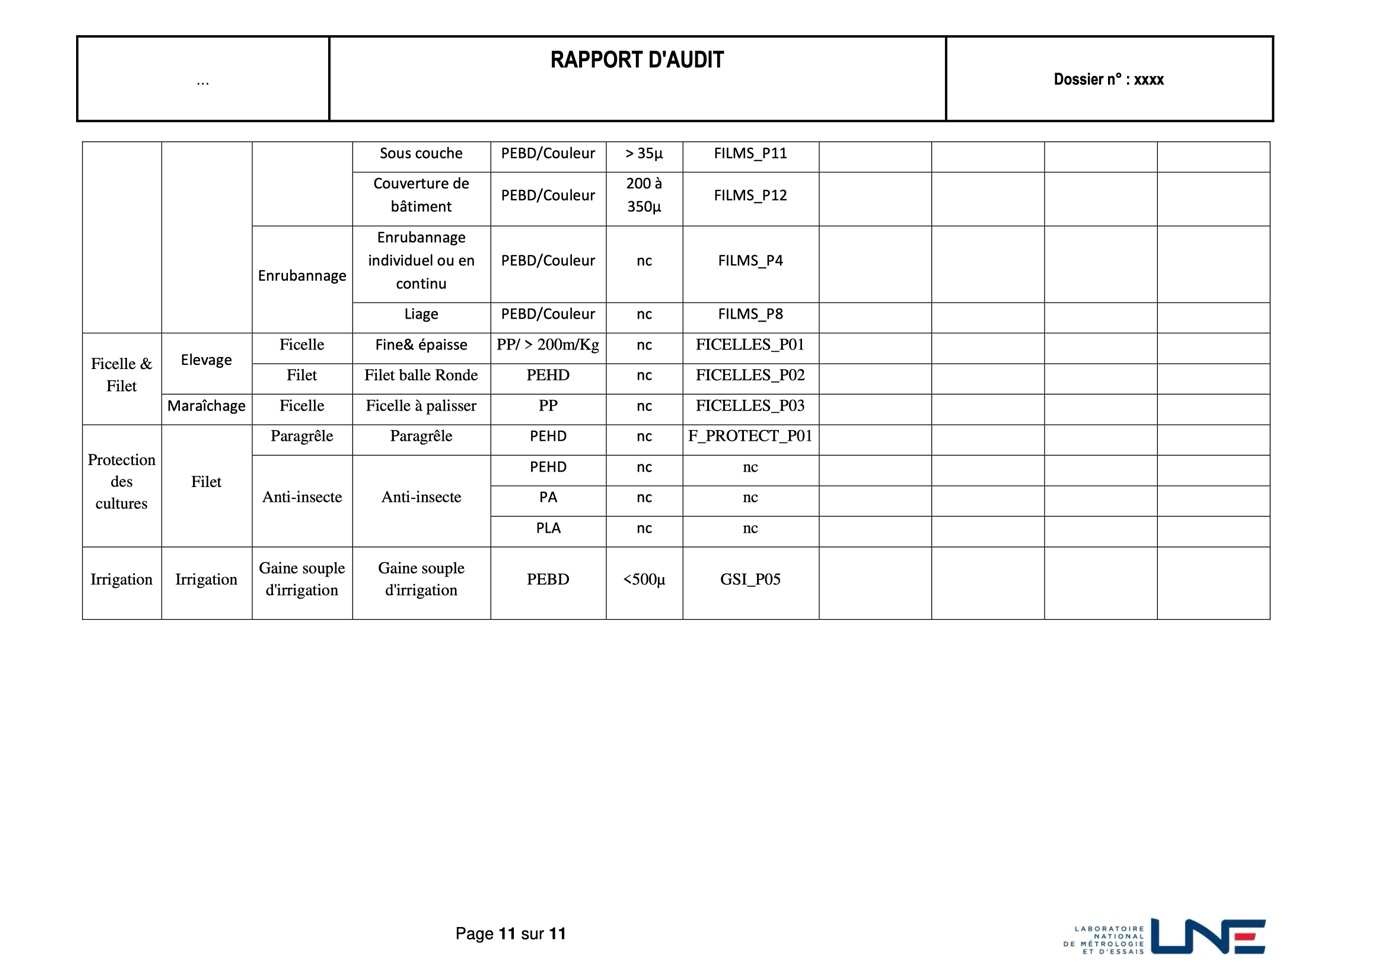 ...
RAPPORT D'AUDIT
Dossier n° : xxxx
Sous couche PEBD/Couleur > 35µ FILMS_P11
Couverture de
bâtiment
PEBD/Couleur
200 à
350µ
FILMS_P12
Enrubannage
Enrubannage
individuel ou en
continu
PEBD/Couleur nc FILMS_P4
Liage PEBD/Couleur nc FILMS_P8
Ficelle &
Filet
Elevage
Ficelle Fine& épaisse PP/ > 200m/Kg nc FICELLES_P01
Filet Filet balle Ronde PEHD nc FICELLES_P02
Maraîchage Ficelle Ficelle à palisser PP nc FICELLES_P03
Protection
des
cultures
Filet
Paragrêle Paragrêle PEHD nc F_PROTECT_P01
Anti-insecte Anti-insecte
PEHD nc nc
PA nc nc
PLA nc nc
Irrigation Irrigation
Gaine souple
d'irrigation
Gaine souple
d'irrigation
PEBD <500µ GSI_P05
Page 11 sur 11
LABORATOIRE
NATIONAL
DE MÉTROLOGIE
ET D'ESSAIS
LNE